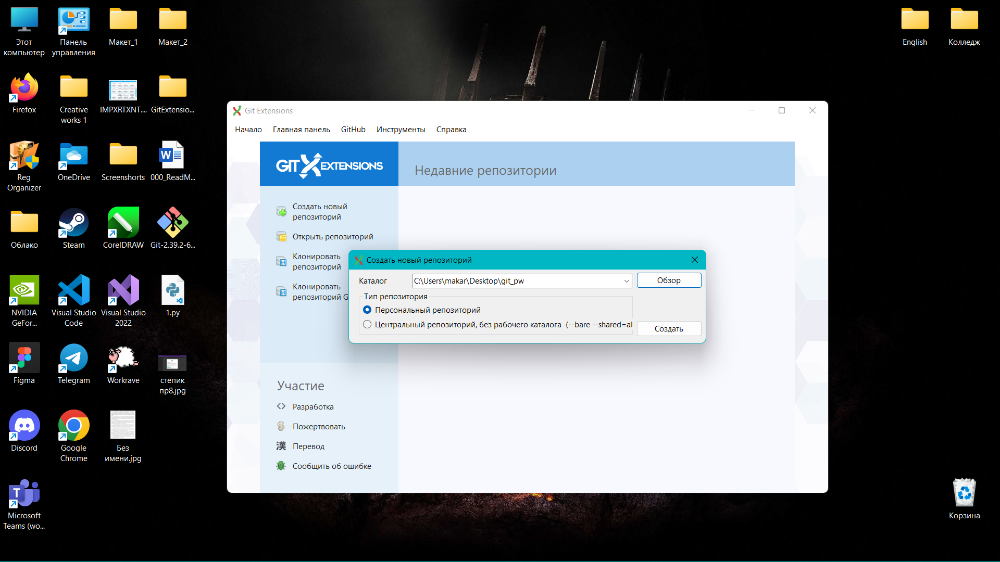 Этот
компьютер
Панель
управления
Макет_1
Макет_2
English
Колледж
Firefox
Creative
works 1
IMPXRTXNT....
GitExtensio...
Reg
Organizer
OneDrive
Screenshorts
000_ReadM...
Облако
Steam
CorelDRAW
Git-2.39.2-6...
NVIDIA
GeFor...
Visual Studio
Code
Visual Studio
2022
1.py
Figma
Telegram
Workrave
степик
пр8.jpg
Discord
Google
Chrome
Без
имени.jpg
Microsoft
Teams (wo...
Корзина
Git Extensions
Начало Главная панель GitHub Инструменты Справка
GIT EXTENSIONS
Недавние репозитории
Создать новый
репозиторий
Открыть репозиторий
Клонировать
репозиторий
Клонировать
репозиторий G
Участие
Разработка
Пожертвовать
漢 Перевод
Сообщить об ошибке
Создать новый репозиторий
Каталог C:\Users\makar\Desktop\git_pw Обзор
Тип репозитория
Персональный репозиторий
Центральный репозиторий, без рабочего каталога (--bare --shared=al
Создать